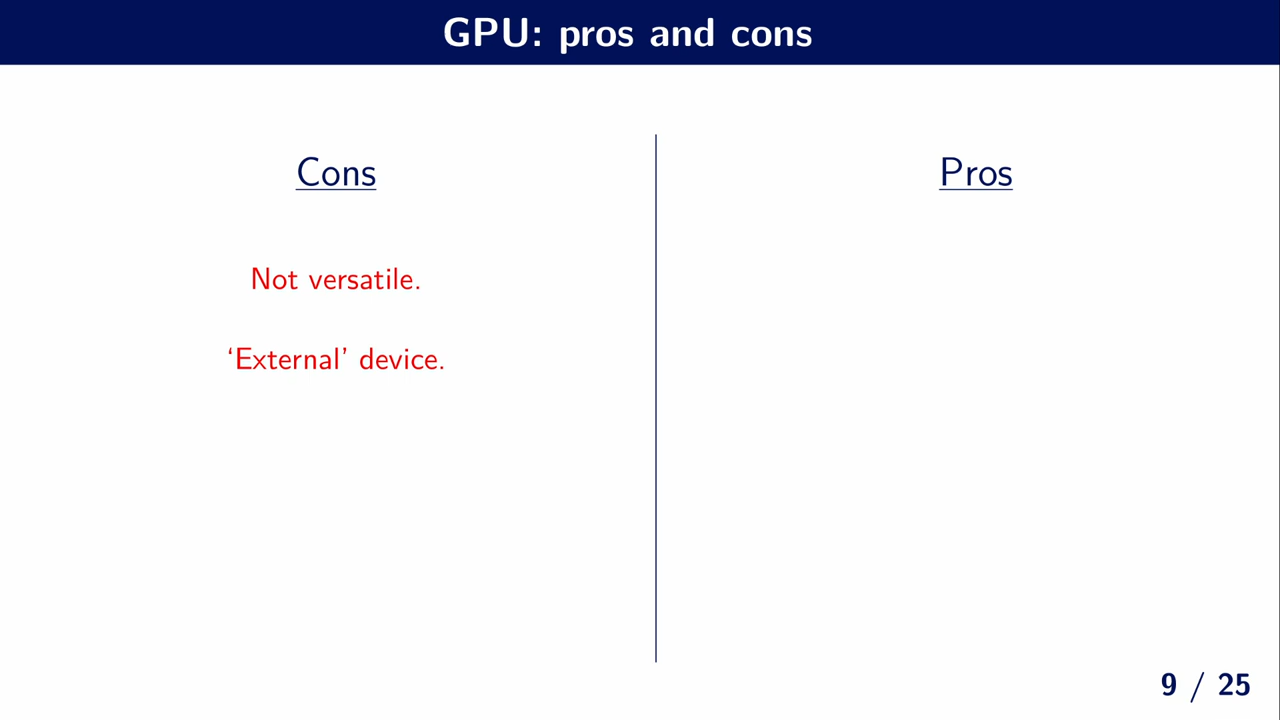 GPU: pros and cons
Cons
Not versatile.
‘External’ device.
Pros
9 / 25